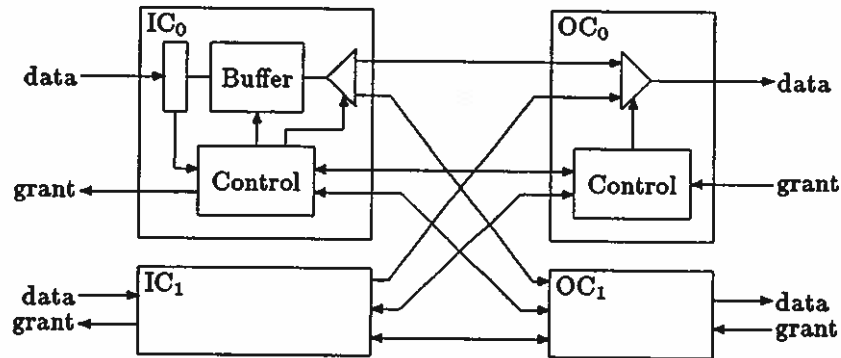 IC₀
OC₀
data
Buffer
data
grant
Control
Control
grant
IC₁
OC₁
data
data
grant
grant